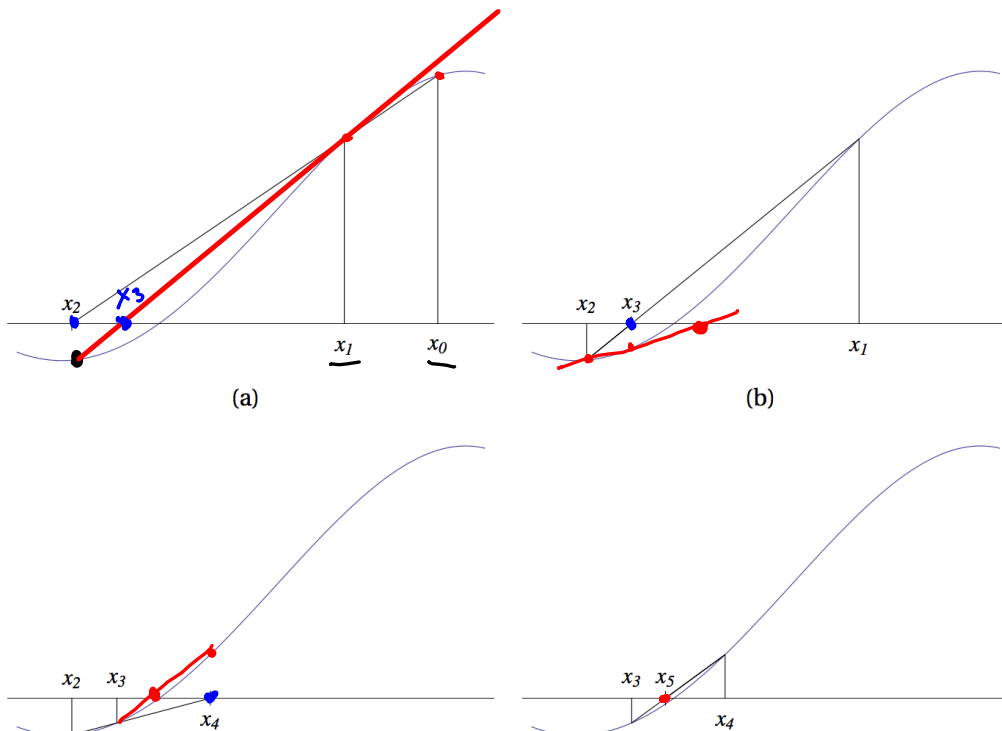 x₂ X3 x₁ x₀
x₂ x₃ x₁
(a) (b)
x₂ x₃ x₄
x₃ x₅ x₄